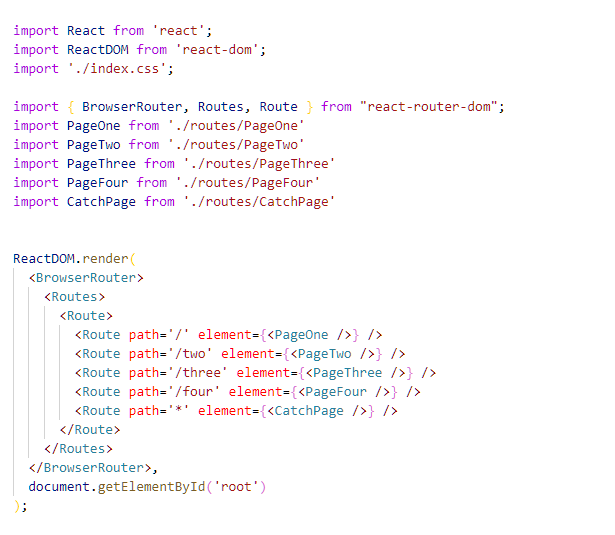 import React from 'react';
import ReactDOM from 'react-dom';
import './index.css';

import { BrowserRouter, Routes, Route } from "react-router-dom";
import PageOne from './routes/PageOne'
import PageTwo from './routes/PageTwo'
import PageThree from './routes/PageThree'
import PageFour from './routes/PageFour'
import CatchPage from './routes/CatchPage'


ReactDOM.render(
  <BrowserRouter>
    <Routes>
      <Route>
        <Route path='/' element={<PageOne />} />
        <Route path='/two' element={<PageTwo />} />
        <Route path='/three' element={<PageThree />} />
        <Route path='/four' element={<PageFour />} />
        <Route path='*' element={<CatchPage />} />
      </Route>
    </Routes>
  </BrowserRouter>,
  document.getElementById('root')
);